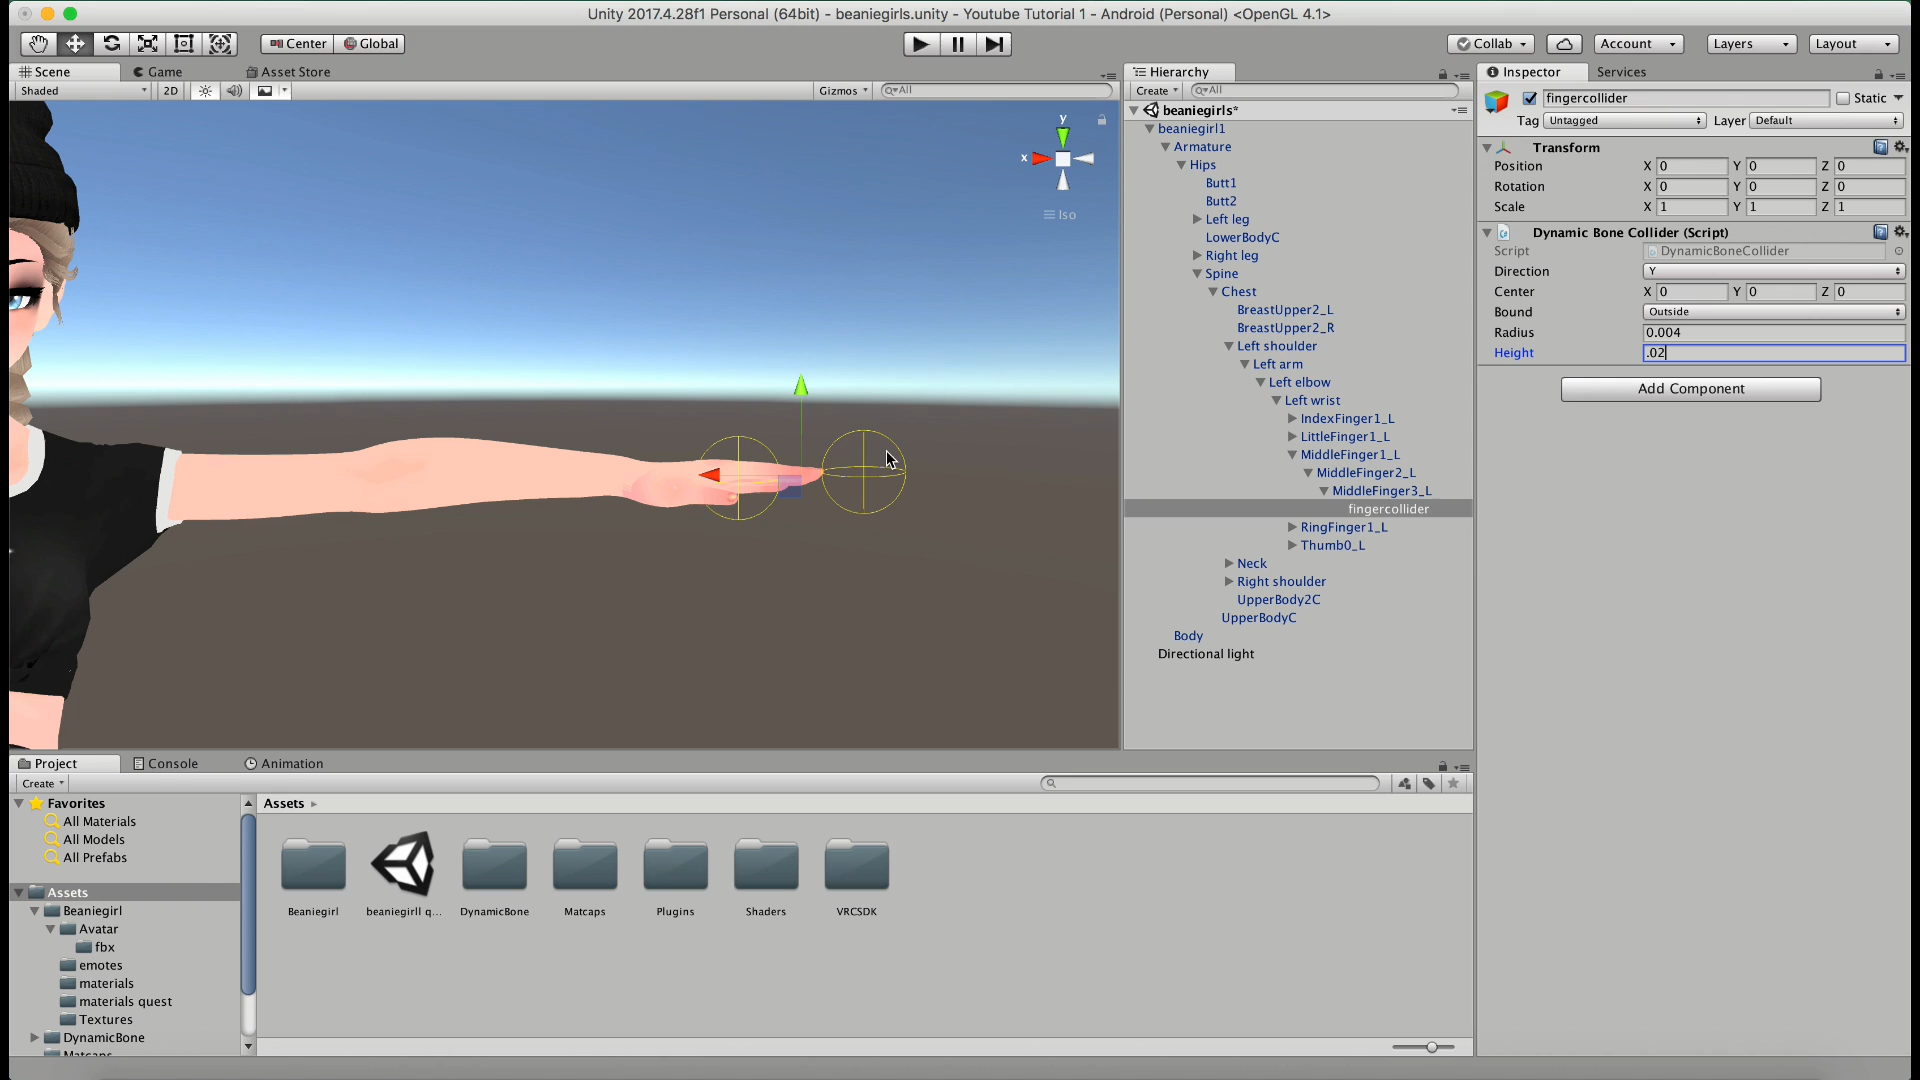 Unity 2017.4.28f1 Personal (64bit) - beaniegirls.unity - Youtube Tutorial 1 - Android (Personal) <OpenGL 4.1>
Center Global Collab Account Layers Layout
Scene Game Asset Store
Shaded 2D Gizmos All
y
x
Iso
Hierarchy
Create All
beaniegirls*
beaniegirl1
Armature
Hips
Butt1
Butt2
Left leg
LowerBodyC
Right leg
Spine
Chest
BreastUpper2_L
BreastUpper2_R
Left shoulder
Left arm
Left elbow
Left wrist
IndexFinger1_L
LittleFinger1_L
MiddleFinger1_L
MiddleFinger2_L
MiddleFinger3_L
fingercollider
RingFinger1_L
Thumb0_L
Neck
Right shoulder
UpperBody2C
UpperBodyC
Body
Directional light
Inspector Services
fingercollider Static
Tag Untagged Layer Default
Transform
Position X 0 Y 0 Z 0
Rotation X 0 Y 0 Z 0
Scale X 1 Y 1 Z 1
Dynamic Bone Collider (Script)
Script DynamicBoneCollider
Direction Y
Center X 0 Y 0 Z 0
Bound Outside
Radius 0.004
Height .02
Add Component
Project Console Animation
Create
Favorites
All Materials
All Models
All Prefabs
Assets
Beaniegirl
Avatar
fbx
emotes
materials
materials quest
Textures
DynamicBone
Matcaps
Assets
Beaniegirl beaniegirll q... DynamicBone Matcaps Plugins Shaders VRCSDK